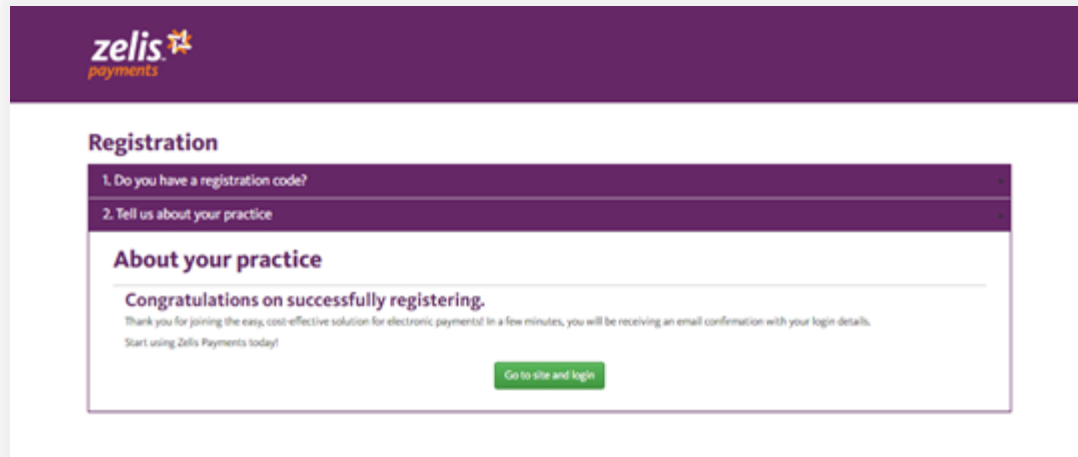 zelis
payments
Registration
1. Do you have a registration code?
2. Tell us about your practice
About your practice
Congratulations on successfully registering.
Thank you for joining the easy, cost-effective solution for electronic payments! In a few minutes, you will be receiving an email confirmation with your login details.
Start using Zelis Payments today!
Go to site and login